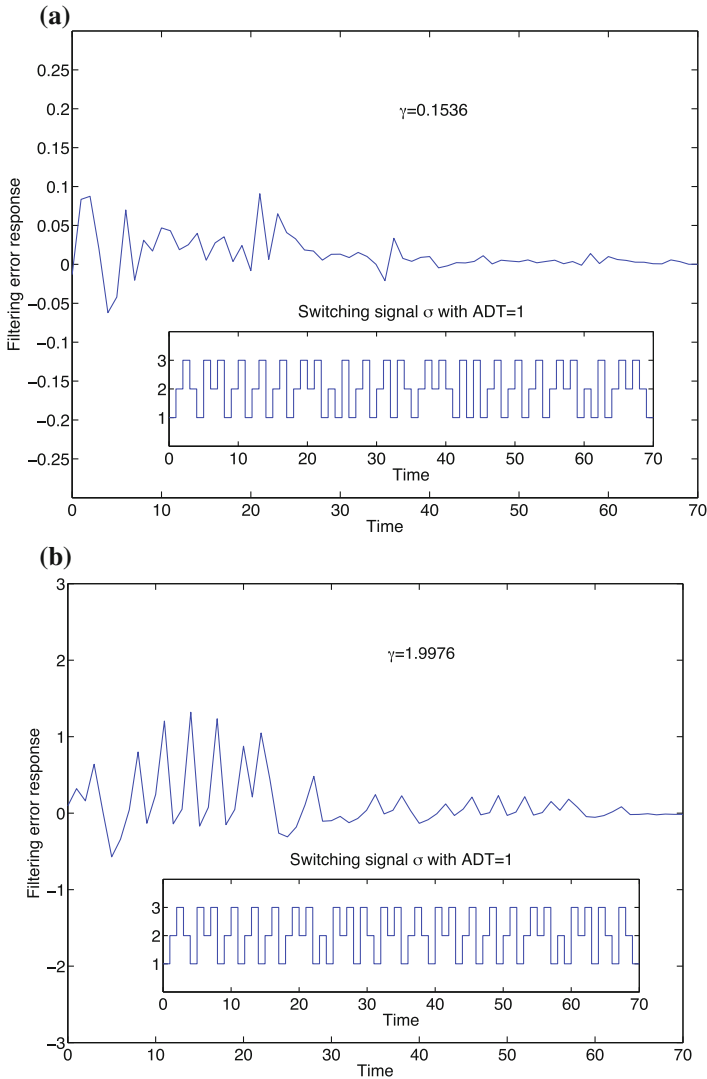 (a)
0.25
0.2
0.15
0.1
0.05
0
−0.05
−0.1
−0.15
−0.2
−0.25
Filtering error response
γ=0.1536
Switching signal σ with ADT=1
3
2
1
0 10 20 30 40 50 60 70
Time
0 10 20 30 40 50 60 70
Time
(b)
3
2
1
0
−1
−2
−3
Filtering error response
γ=1.9976
Switching signal σ with ADT=1
3
2
1
0 10 20 30 40 50 60 70
Time
0 10 20 30 40 50 60 70
Time